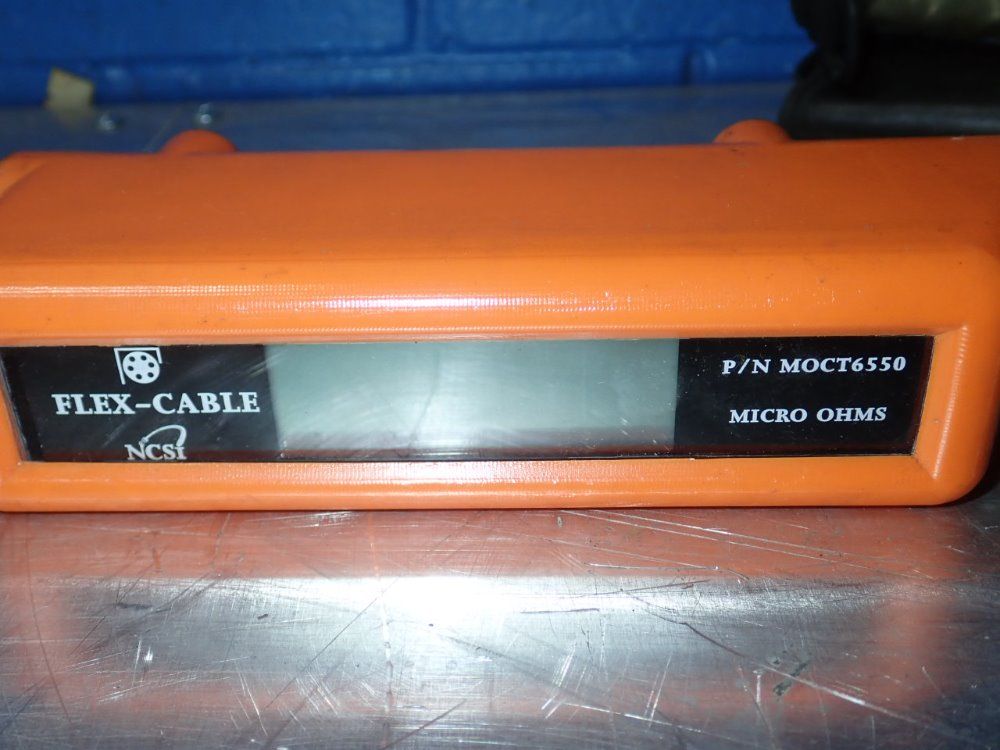 FLEX-CABLE
NCSi
P/N MOCT6550
MICRO OHMS